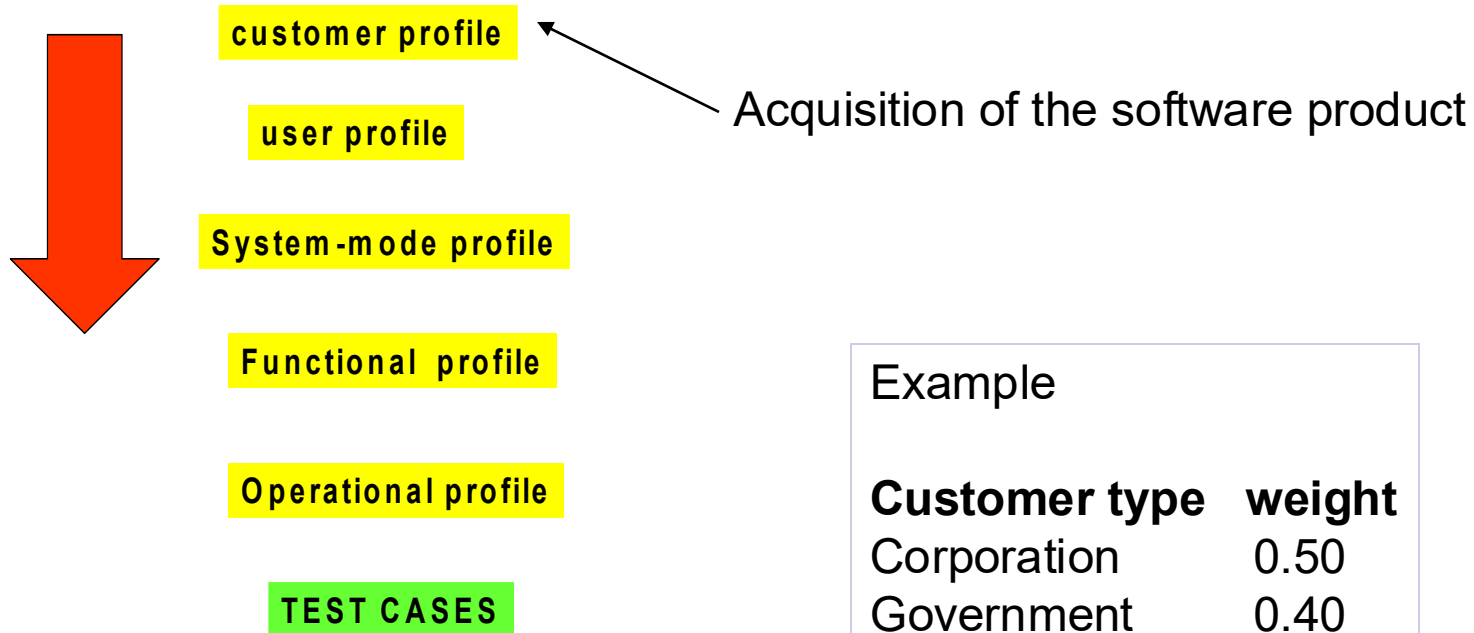 customer profile
Acquisition of the software product
user profile
System-mode profile
Functional profile
Example
Operational profile
Customer type weight
Corporation 0.50
TEST CASES
Government 0.40